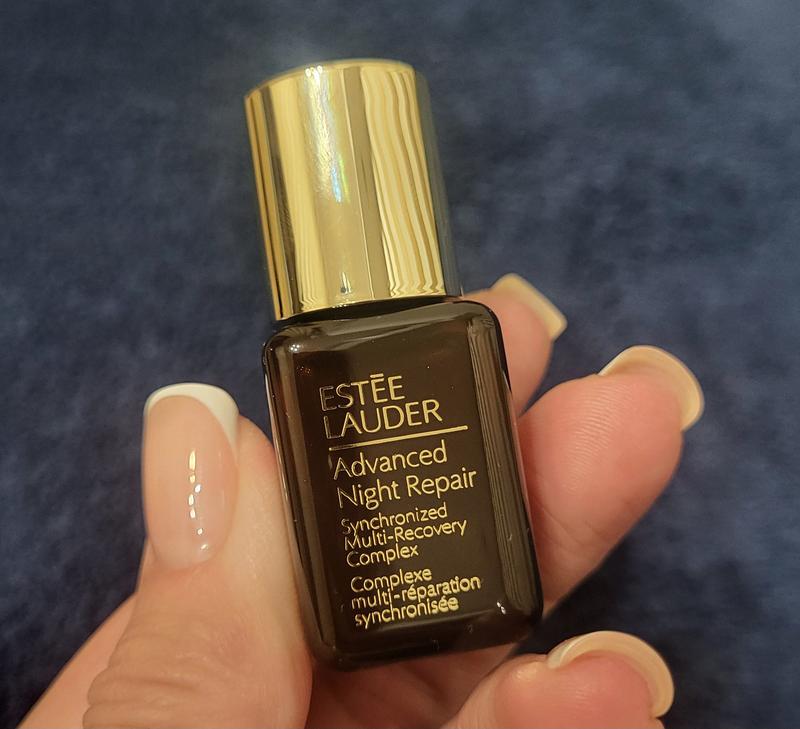 ESTĒE
LAUDER
Advanced
Night Repair
Synchronized
Multi-Recovery
Complex
Complexe
multi-réparation
synchronisée